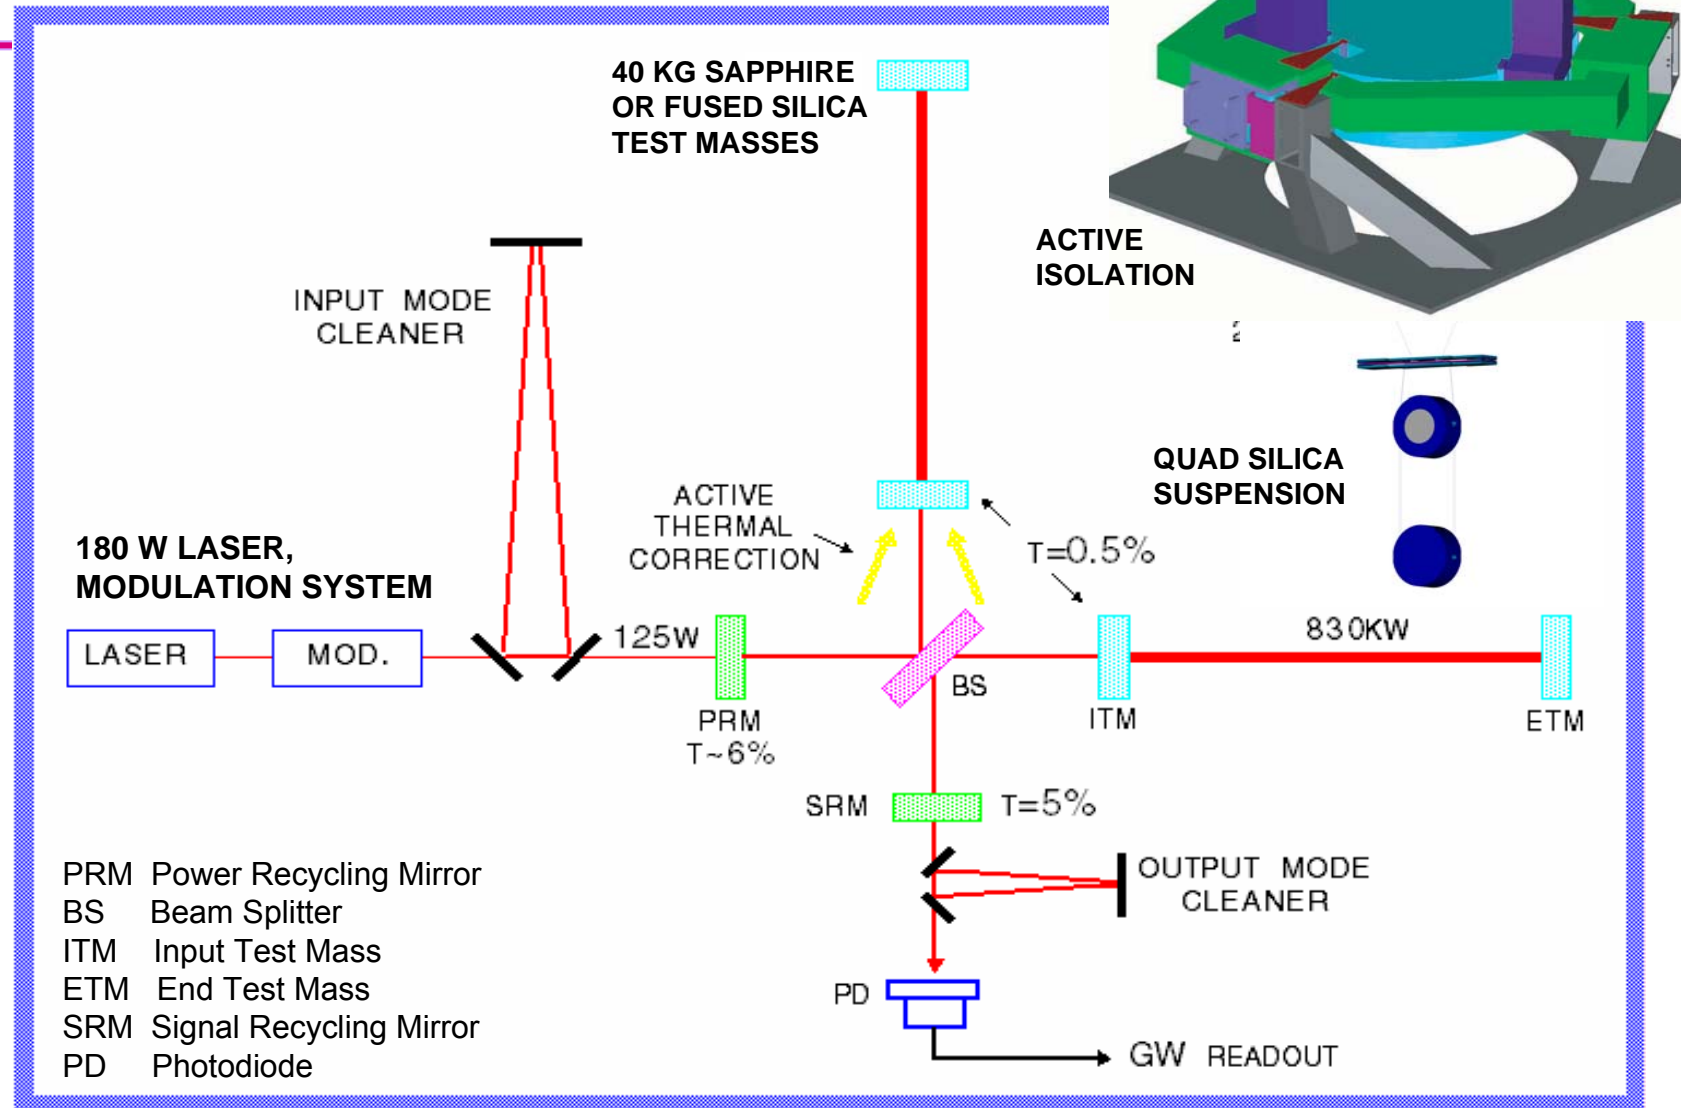 40 KG SAPPHIRE
OR FUSED SILICA
TEST MASSES
ACTIVE
ISOLATION
INPUT MODE
CLEANER
QUAD SILICA
SUSPENSION
ACTIVE
THERMAL
CORRECTION
T=0.5%
180 W LASER,
MODULATION SYSTEM
LASER
MOD.
125W
830KW
BS
PRM
T~6%
ITM
ETM
SRM
T=5%
OUTPUT MODE
CLEANER
PD
GW READOUT
PRM Power Recycling Mirror
BS Beam Splitter
ITM Input Test Mass
ETM End Test Mass
SRM Signal Recycling Mirror
PD Photodiode